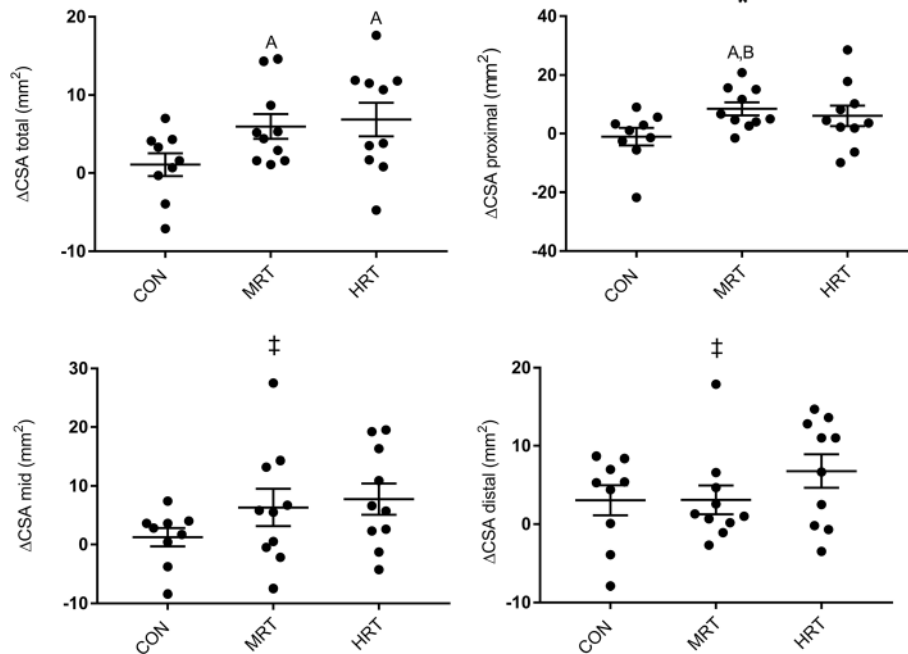 ΔCSA total (mm²)
20
10
0
-10
A
A
CON
MRT
HRT
ΔCSA proximal (mm²)
40
20
0
-20
-40
*
A,B
CON
MRT
HRT
ΔCSA mid (mm²)
30
20
10
0
-10
‡
CON
MRT
HRT
ΔCSA distal (mm²)
20
10
0
-10
‡
CON
MRT
HRT